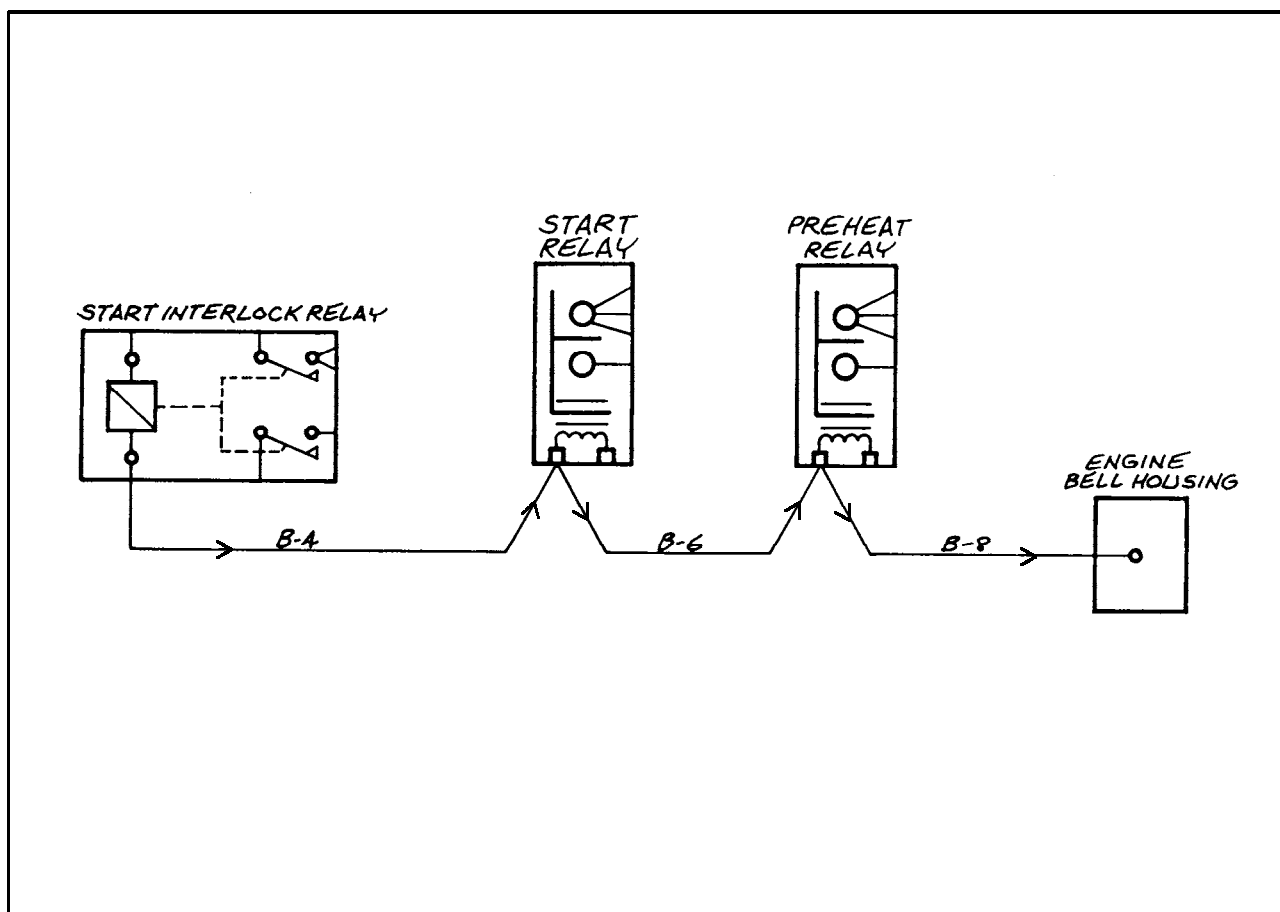 START
RELAY
PREHEAT
RELAY
START INTERLOCK RELAY
ENGINE
BELL HOUSING
B-4
B-6
B-8